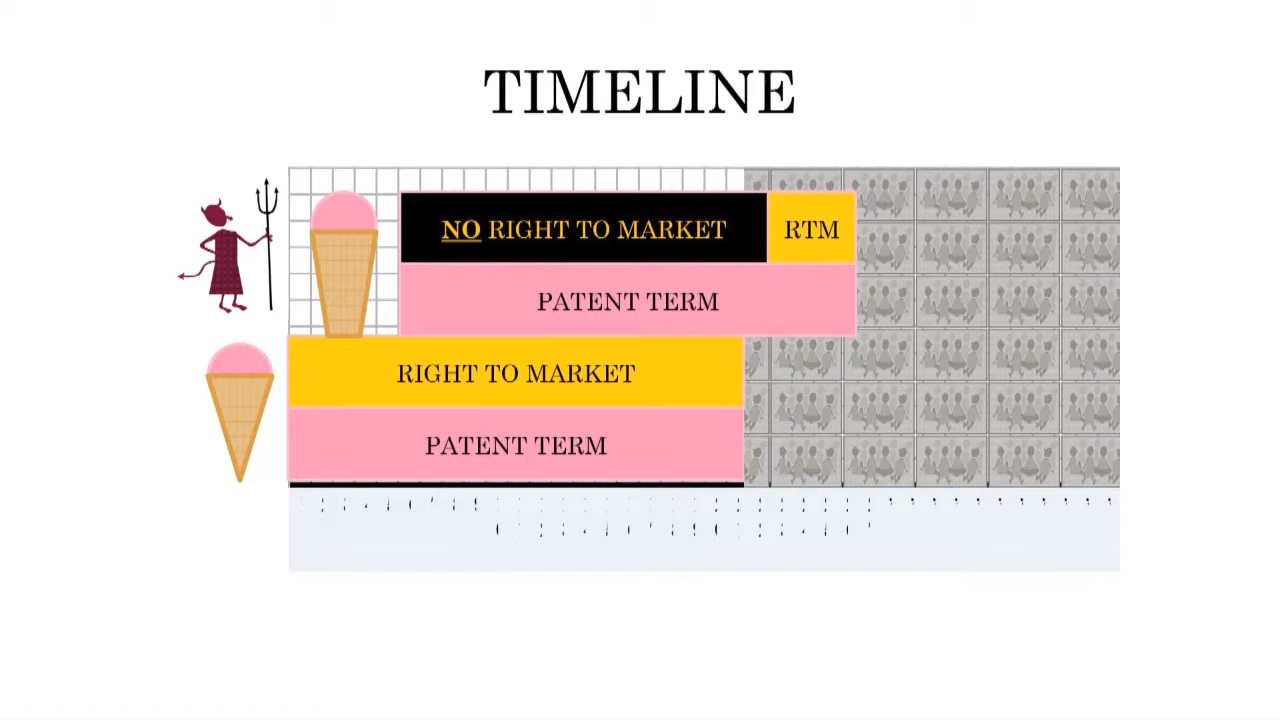 TIMELINE
NO RIGHT TO MARKET
RTM
PATENT TERM
RIGHT TO MARKET
PATENT TERM